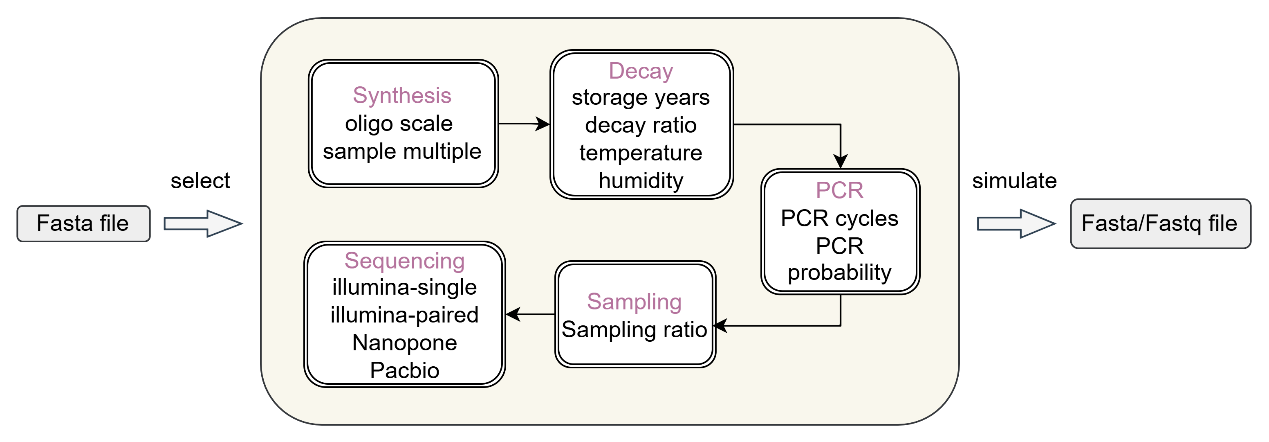 select
Fasta file
Synthesis
oligo scale
sample multiple
Decay
storage years
decay ratio
temperature
humidity
PCR
PCR cycles
PCR
probability
Sampling
Sampling ratio
Sequencing
illumina-single
illumina-paired
Nanopone
Pacbio
simulate
Fasta/Fastq file